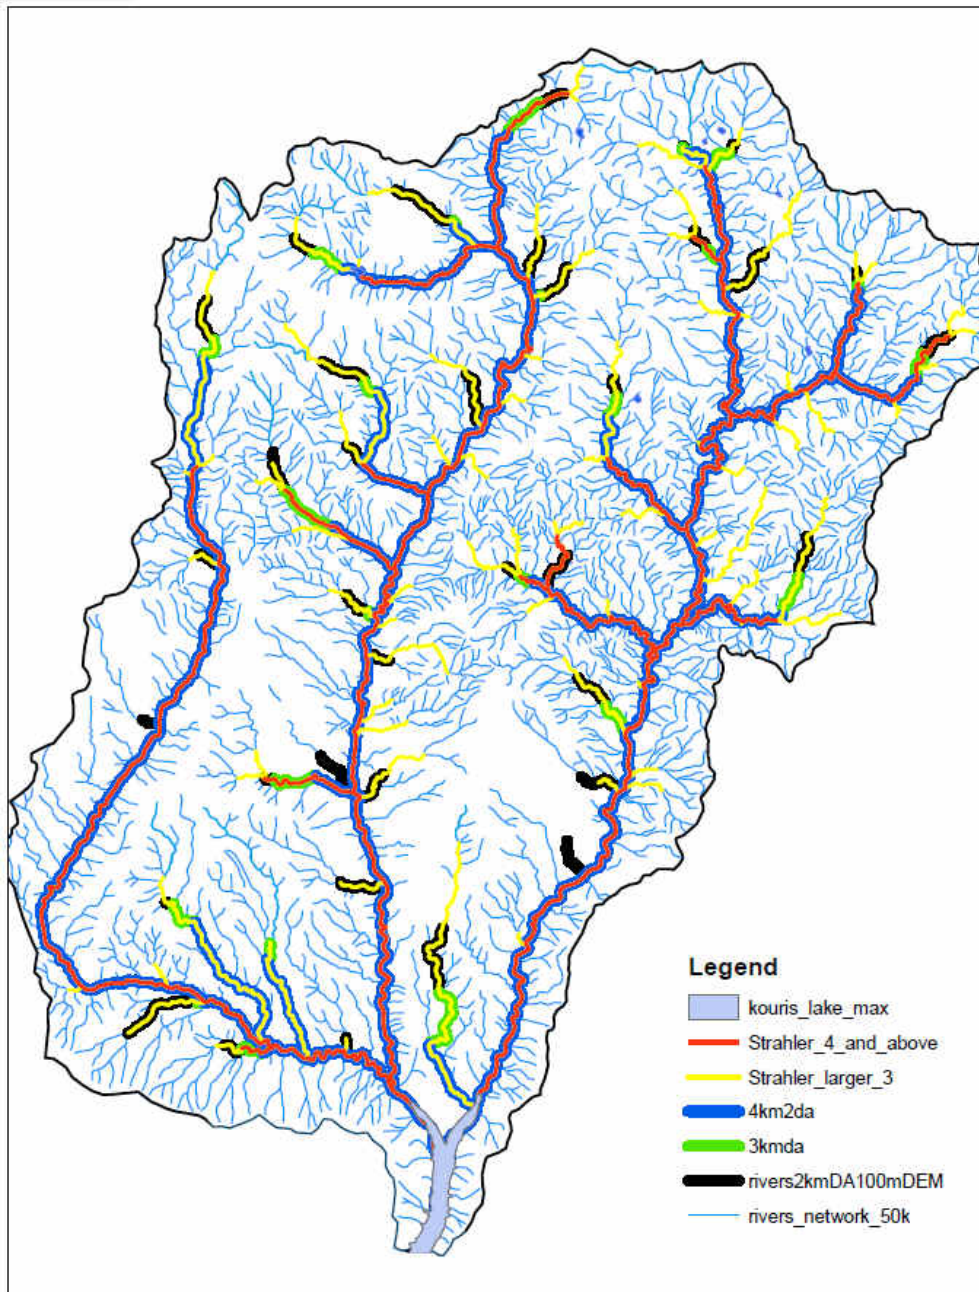 Legend
kouris_lake_max
Strahler_4_and_above
Strahler_larger_3
4km2da
3kmda
rivers2kmDA100mDEM
rivers_network_50k